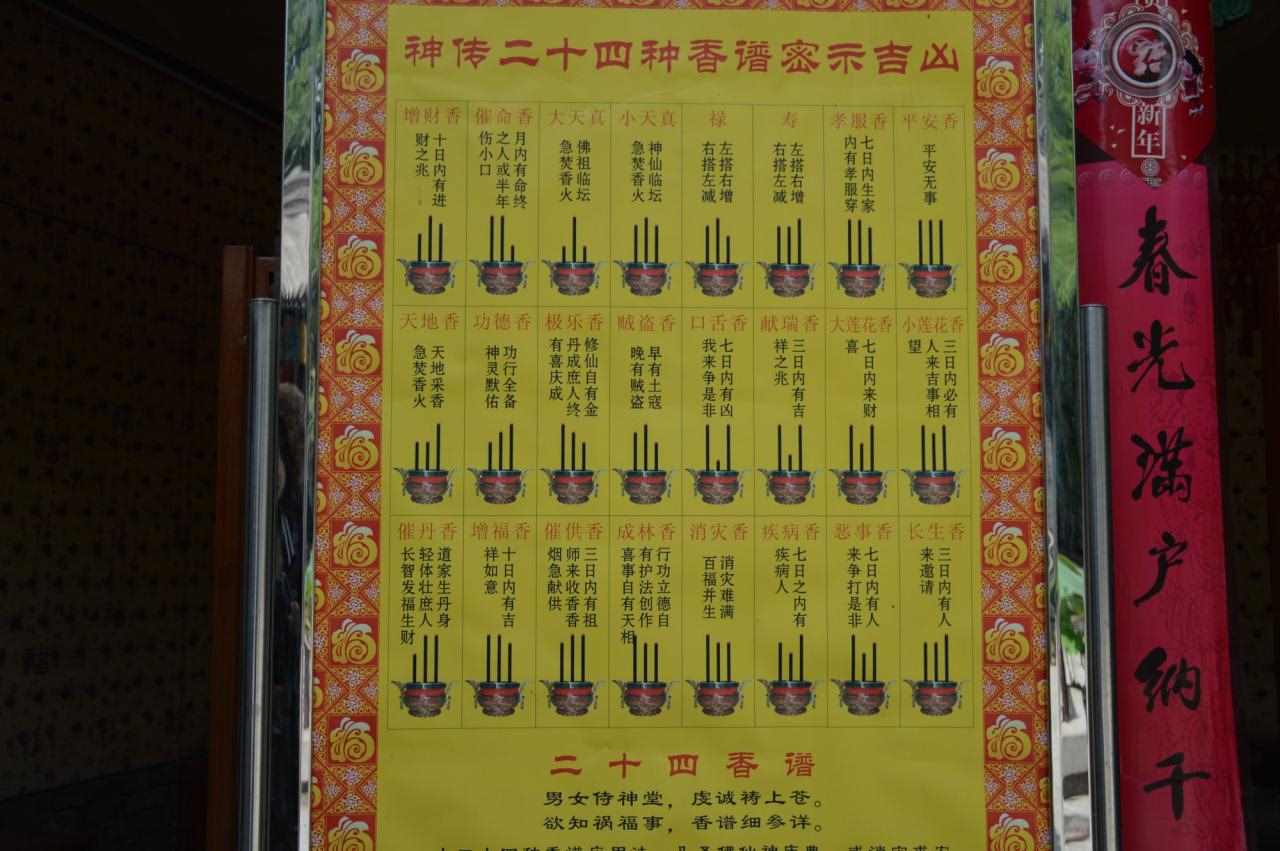 神传二十四种香谱密示吉凶
增财香
十日内有进
财之兆
催命香
月内有命终
之人或半年
伤小口
大天真
佛祖临坛
急焚香火
小天真
神仙临坛
急焚香火
禄
左搭右增
右搭左减
寿
左搭右增
右搭左减
孝服香
七日内生家
内有孝服穿
平安香
平安无事
天地香
天地采香
急焚香火
功德香
功行全备
神灵默佑
极乐香
修仙自有金
丹成庶人终
有喜庆成
贼盗香
早有土寇
晚有贼盗
口舌香
七日内有凶
我来争是非
献瑞香
三日内有吉
祥之兆
大莲花香
七日内来财
喜
小莲花香
三日内必有
人来吉事相
望
催丹香
道家生丹身
轻体壮庶人
长智发福生财
增福香
十日内有吉
祥如意
催供香
三日内有祖
师来收香香
烟急献供
成林香
行功立德自
有护法创作
喜事自有天相
消灾香
消灾难满
百福并生
疾病香
七日之内有
疾病人
恶事香
七日内有人
来争打是非
长生香
三日内有人
来邀请
二十四香谱
男女侍神堂，虔诚祷上苍。
欲知祸福事，香谱细参详。
贺
新年
春光满户纳千